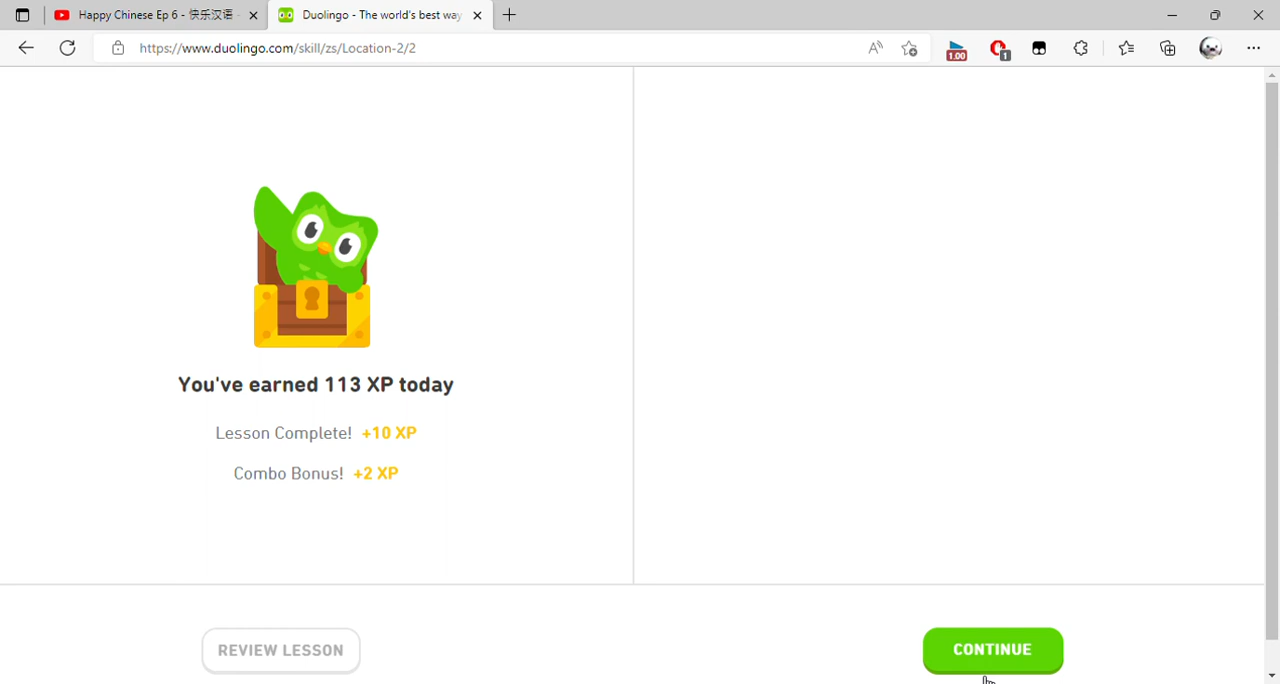 Happy Chinese Ep 6 - 快乐汉语 -
Duolingo - The world's best way
https://www.duolingo.com/skill/zs/Location-2/2
1.00
1
You've earned 113 XP today
Lesson Complete! +10 XP
Combo Bonus! +2 XP
REVIEW LESSON
CONTINUE